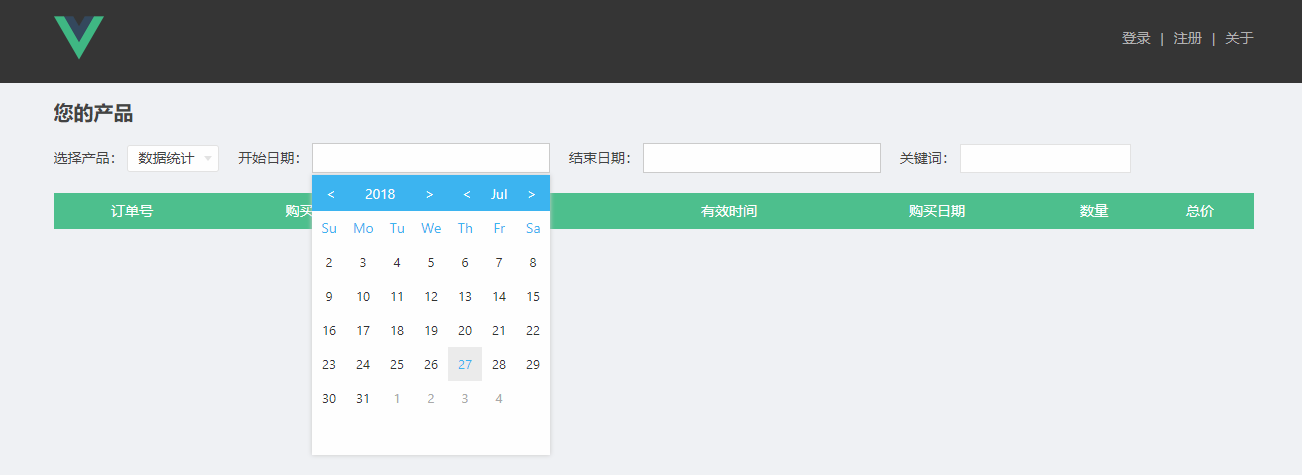 登录 | 注册 | 关于
您的产品
选择产品： 数据统计 开始日期： 结束日期： 关键词：
订单号 购买 有效时间 购买日期 数量 总价
< 2018 > < Jul >
Su Mo Tu We Th Fr Sa
2 3 4 5 6 7 8
9 10 11 12 13 14 15
16 17 18 19 20 21 22
23 24 25 26 27 28 29
30 31 1 2 3 4